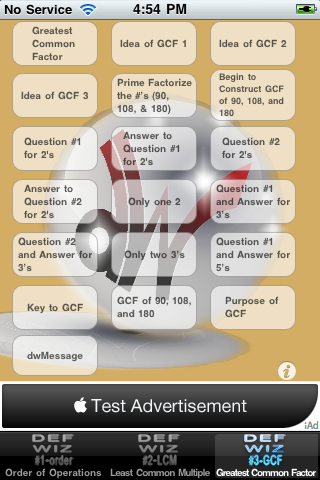 No Service 4:54 PM
Greatest
Common
Factor
Idea of GCF 1
Idea of GCF 2
Idea of GCF 3
Prime Factorize
the #'s (90,
108, & 180)
Begin to
Construct GCF
of 90, 108, and
180
Question #1
for 2's
Answer to
Question #1
for 2's
Question #2
for 2's
Answer to
Question #2
for 2's
Only one 2
Question #1
and Answer for
3's
Question #2
and Answer for
3's
Only two 3's
Question #1
and Answer for
5's
Key to GCF
GCF of 90, 108,
and 180
Purpose of
GCF
dwMessage
i
Test Advertisement
iAd
DEF
WIZ
#1-order
Order of Operations
DEF
WIZ
#2-LCM
Least Common Multiple
DEF
WIZ
#3-GCF
Greatest Common Factor